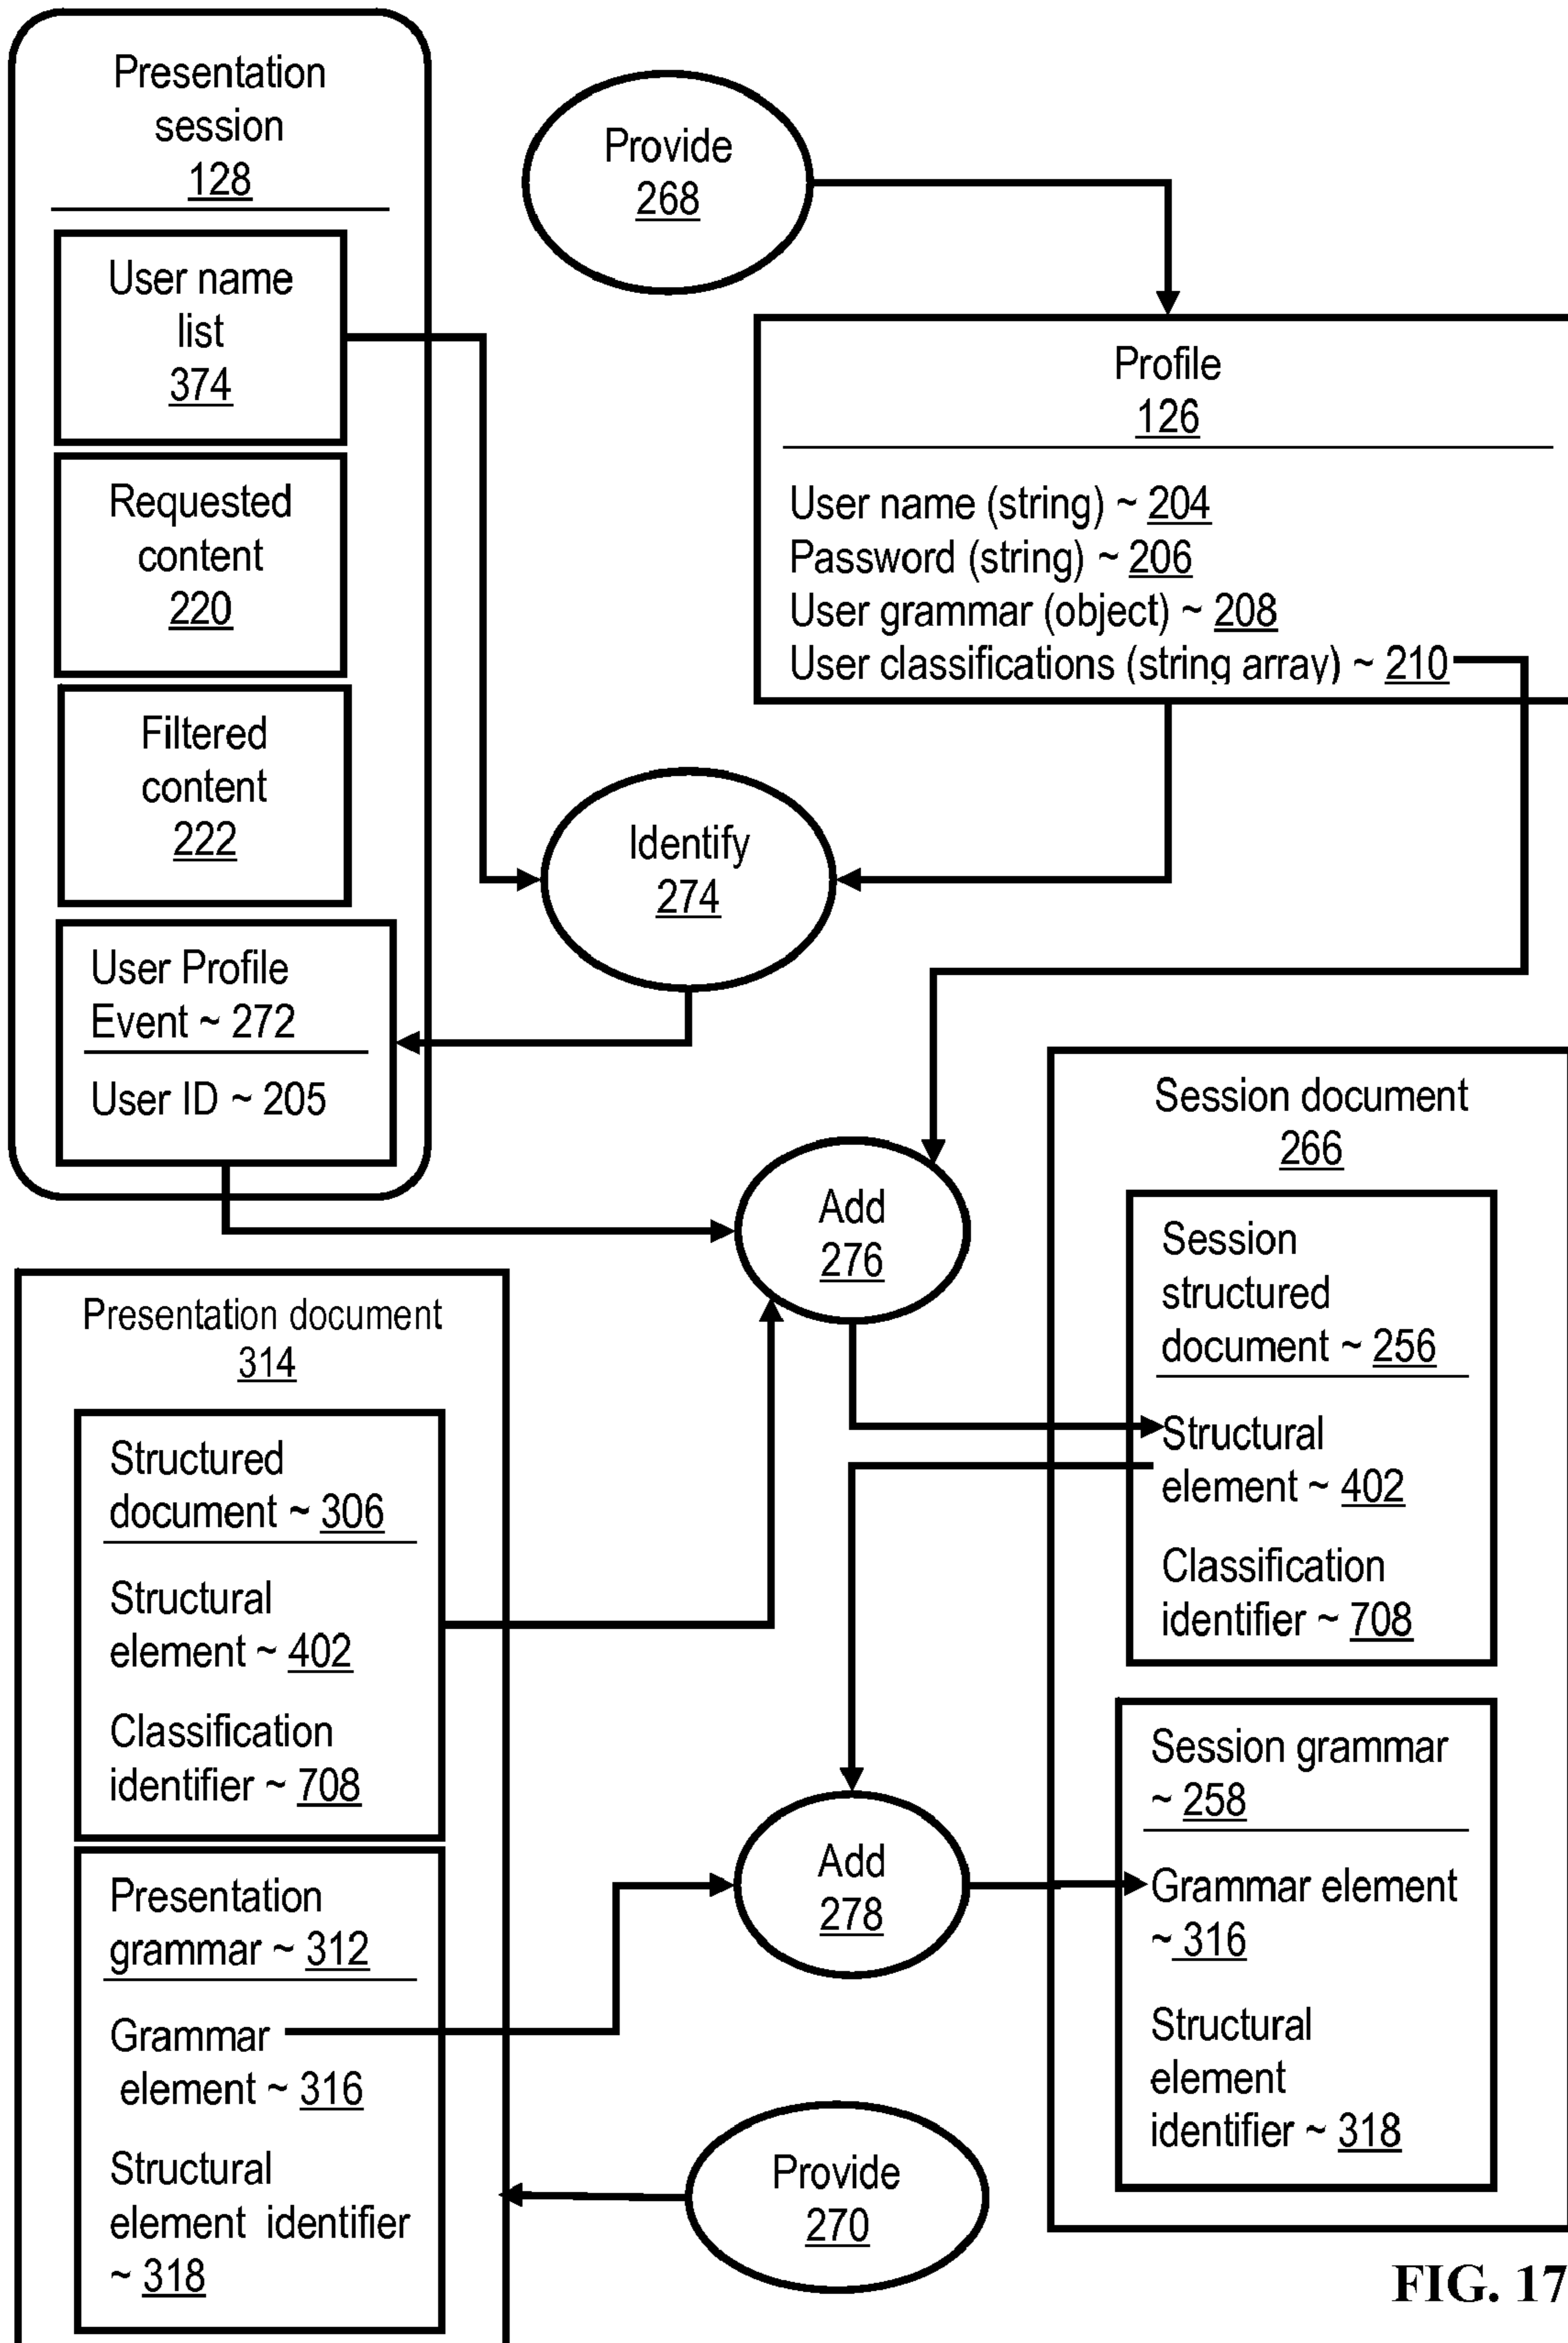 Presentation
session
128
User name
list
374
Requested
content
220
Filtered
content
222
User Profile
Event ~ 272
User ID ~ 205
Provide
268
Profile
126
User name (string) ~ 204
Password (string) ~ 206
User grammar (object) ~ 208
User classifications (string array) ~ 210
Identify
274
Add
276
Session document
266
Session
structured
document ~ 256
Structural
element ~ 402
Classification
identifier ~ 708
Session grammar
~ 258
Grammar element
~ 316
Structural
element
identifier ~ 318
Presentation document
314
Structured
document ~ 306
Structural
element ~ 402
Classification
identifier ~ 708
Presentation
grammar ~ 312
Grammar
element ~ 316
Structural
element identifier
~ 318
Add
278
Provide
270
FIG. 17